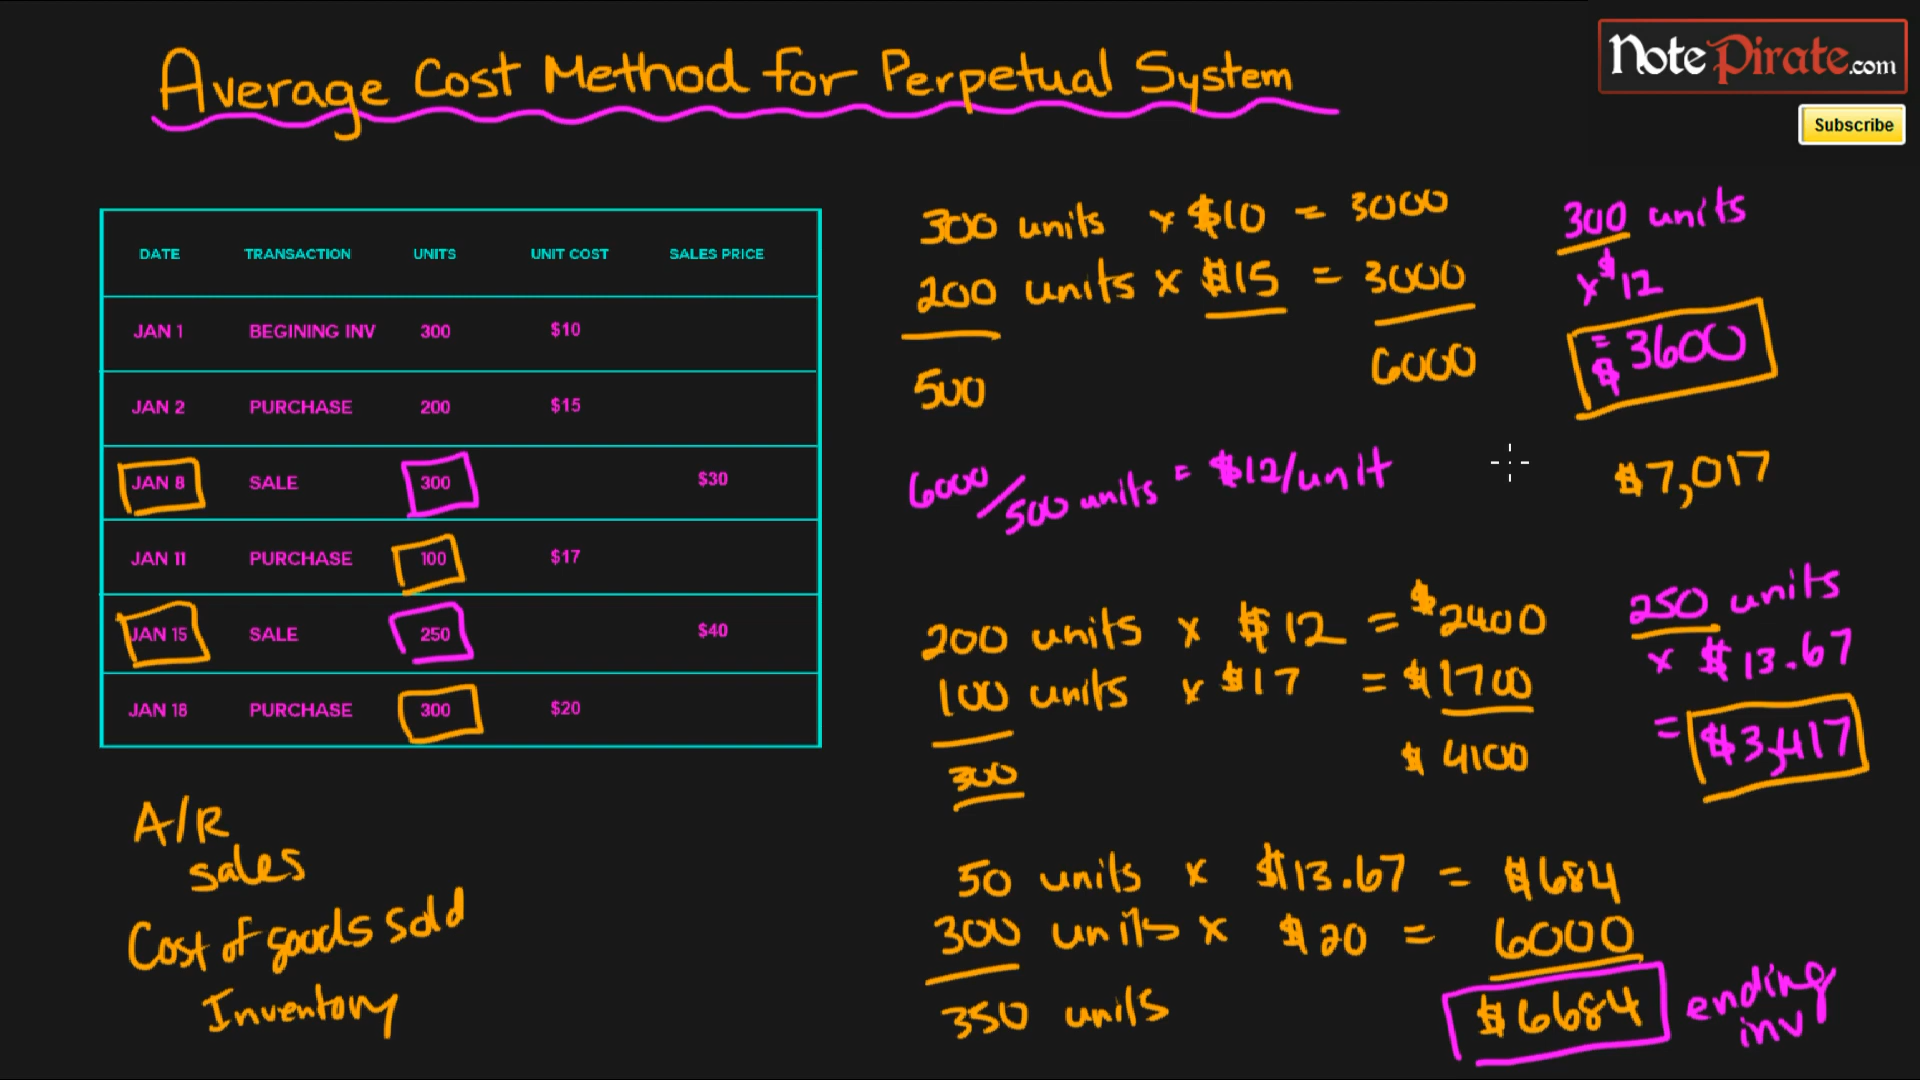 Average Cost Method for Perpetual System
NotePirate.com
Subscribe
DATE TRANSACTION UNITS UNIT COST SALES PRICE
JAN 1 BEGINING INV 300 $10
JAN 2 PURCHASE 200 $15
JAN 8 SALE 300 $30
JAN 11 PURCHASE 100 $17
JAN 15 SALE 250 $40
JAN 18 PURCHASE 300 $20
A/R
sales
Cost of goods sold
Inventory
300 units x $10 = 3000
200 units x $15 = 3000
500 6000
6000/500 units = $12/unit
300 units
x $12
= $3600
$7,017
200 units x $12 = $2400
100 units x $17 = $1700
300 $4100
250 units
x $13.67
= $3,417
50 units x $13.67 = $684
300 units x $20 = 6000
350 units $6684 ending inv